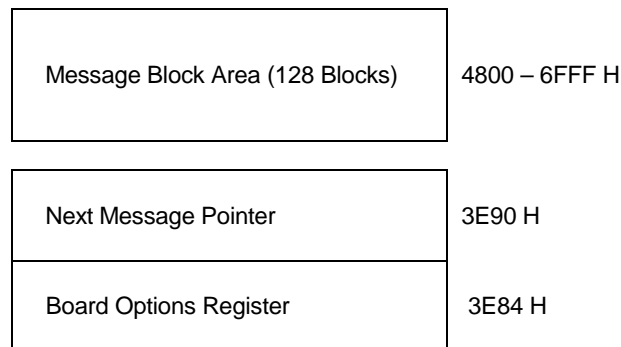 Message Block Area (128 Blocks) 4800 – 6FFF H
Next Message Pointer 3E90 H
Board Options Register 3E84 H